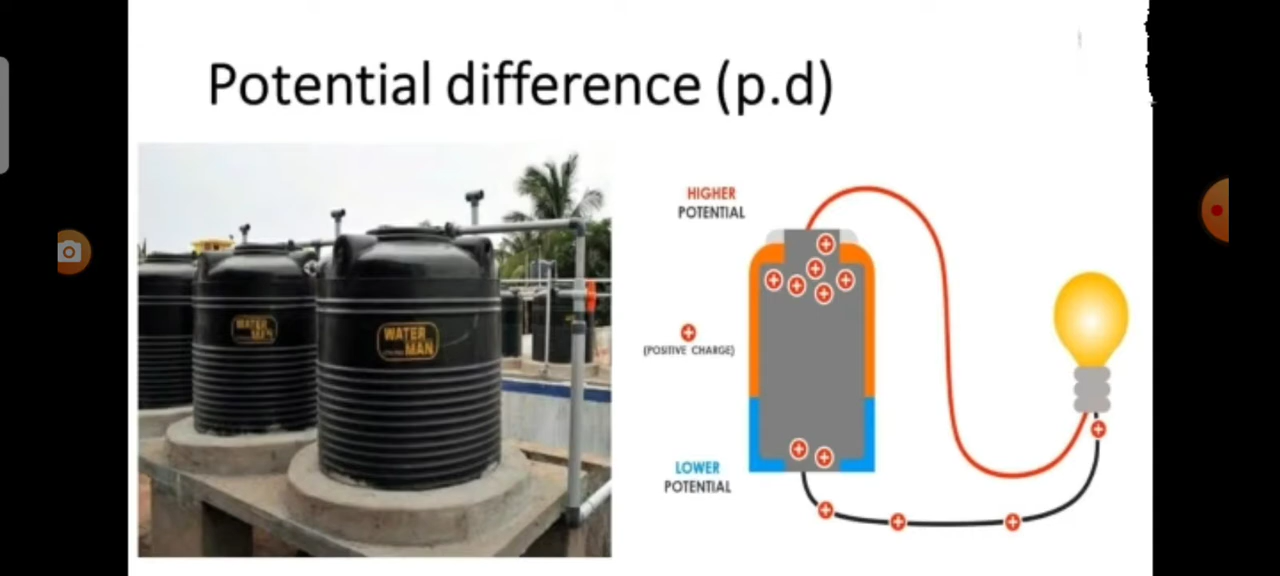 Potential difference (p.d)
WATER
MAN
WATER
MAN
HIGHER
POTENTIAL
(POSITIVE CHARGE)
LOWER
POTENTIAL